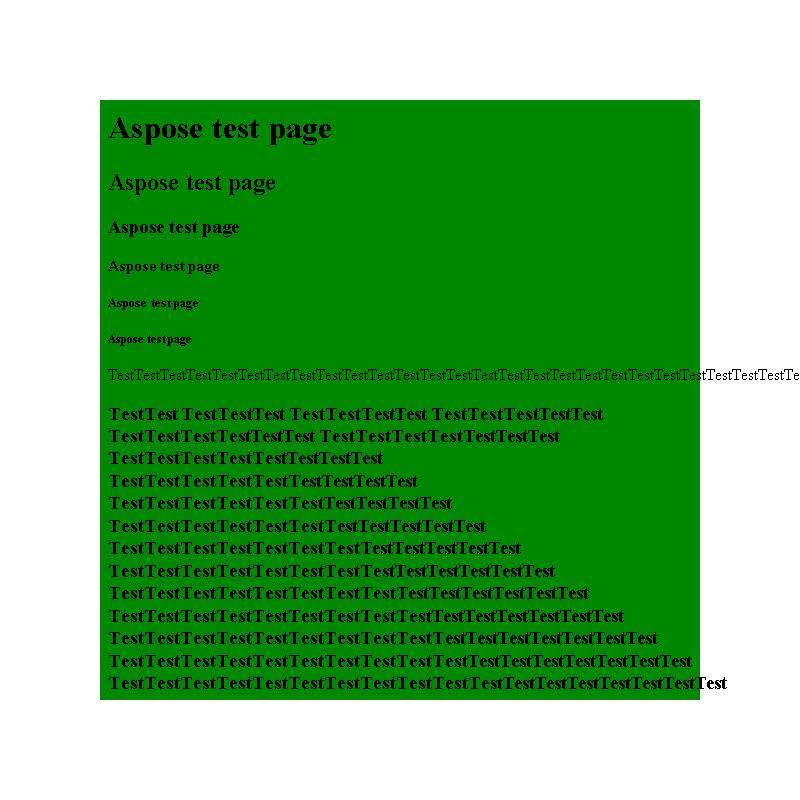 Aspose test page
Aspose test page
Aspose test page
Aspose test page
Aspose test page
Aspose test page
TestTestTestTestTestTestTestTestTestTestTestTestTestTestTestTestTestTestTestTestTestTestTestTestTestTestTe
TestTest TestTestTest TestTestTestTest TestTestTestTestTest
TestTestTestTestTestTest TestTestTestTestTestTestTest
TestTestTestTestTestTestTestTest
TestTestTestTestTestTestTestTestTest
TestTestTestTestTestTestTestTestTestTest
TestTestTestTestTestTestTestTestTestTestTest
TestTestTestTestTestTestTestTestTestTestTestTest
TestTestTestTestTestTestTestTestTestTestTestTestTest
TestTestTestTestTestTestTestTestTestTestTestTestTestTest
TestTestTestTestTestTestTestTestTestTestTestTestTestTestTest
TestTestTestTestTestTestTestTestTestTestTestTestTestTestTestTest
TestTestTestTestTestTestTestTestTestTestTestTestTestTestTestTestTest
TestTestTestTestTestTestTestTestTestTestTestTestTestTestTestTestTestTest